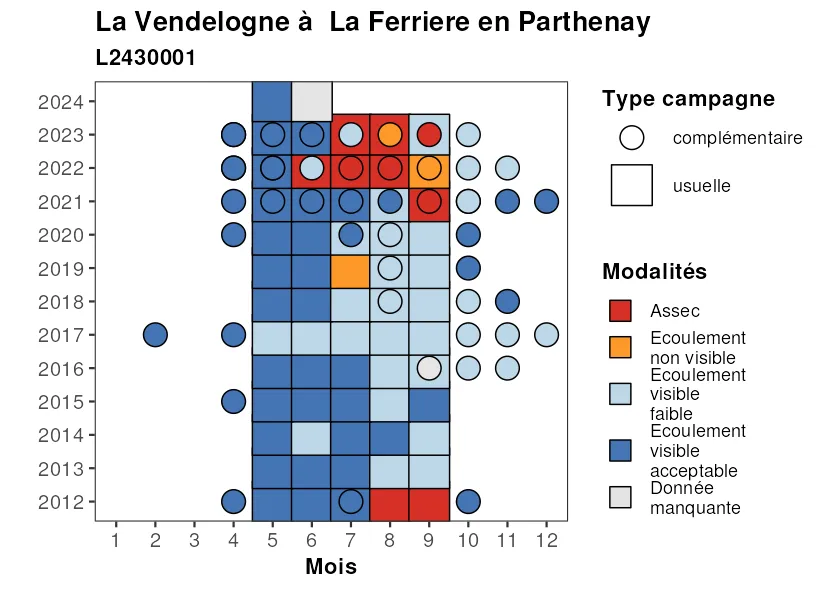 La Vendelogne à  La Ferriere en Parthenay
L2430001
2024
2023
2022
2021
2020
2019
2018
2017
2016
2015
2014
2013
2012
1 2 3 4 5 6 7 8 9 10 11 12
Mois
Type campagne
complémentaire
usuelle
Modalités
Assec
Ecoulement
non visible
Ecoulement
visible
faible
Ecoulement
visible
acceptable
Donnée
manquante